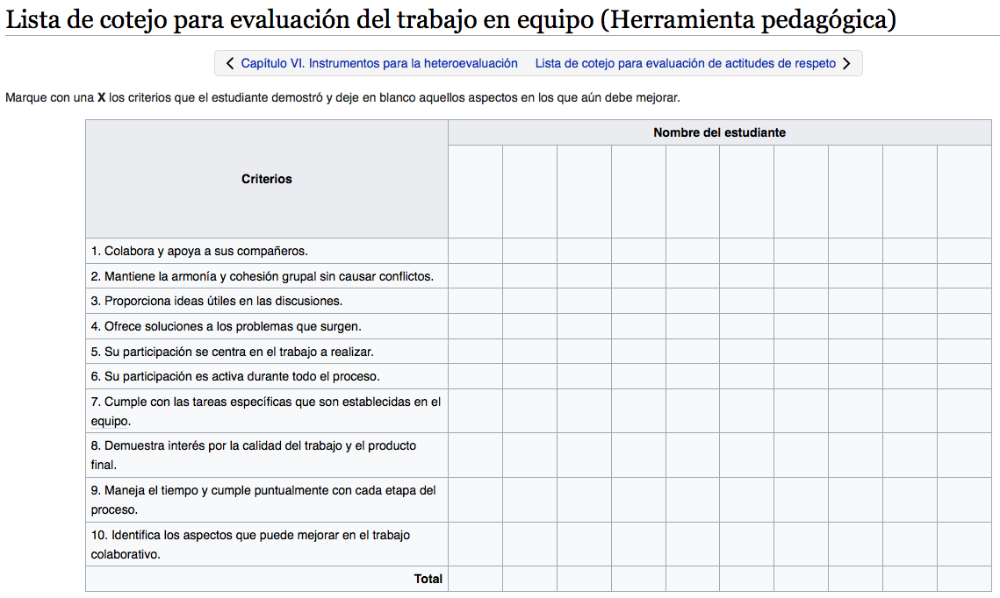 Lista de cotejo para evaluación del trabajo en equipo (Herramienta pedagógica)
Capítulo VI. Instrumentos para la heteroevaluación Lista de cotejo para evaluación de actitudes de respeto
Marque con una X los criterios que el estudiante demostró y deje en blanco aquellos aspectos en los que aún debe mejorar.
Criterios
Nombre del estudiante
1. Colabora y apoya a sus compañeros.
2. Mantiene la armonía y cohesión grupal sin causar conflictos.
3. Proporciona ideas útiles en las discusiones.
4. Ofrece soluciones a los problemas que surgen.
5. Su participación se centra en el trabajo a realizar.
6. Su participación es activa durante todo el proceso.
7. Cumple con las tareas específicas que son establecidas en el
equipo.
8. Demuestra interés por la calidad del trabajo y el producto
final.
9. Maneja el tiempo y cumple puntualmente con cada etapa del
proceso.
10. Identifica los aspectos que puede mejorar en el trabajo
colaborativo.
Total